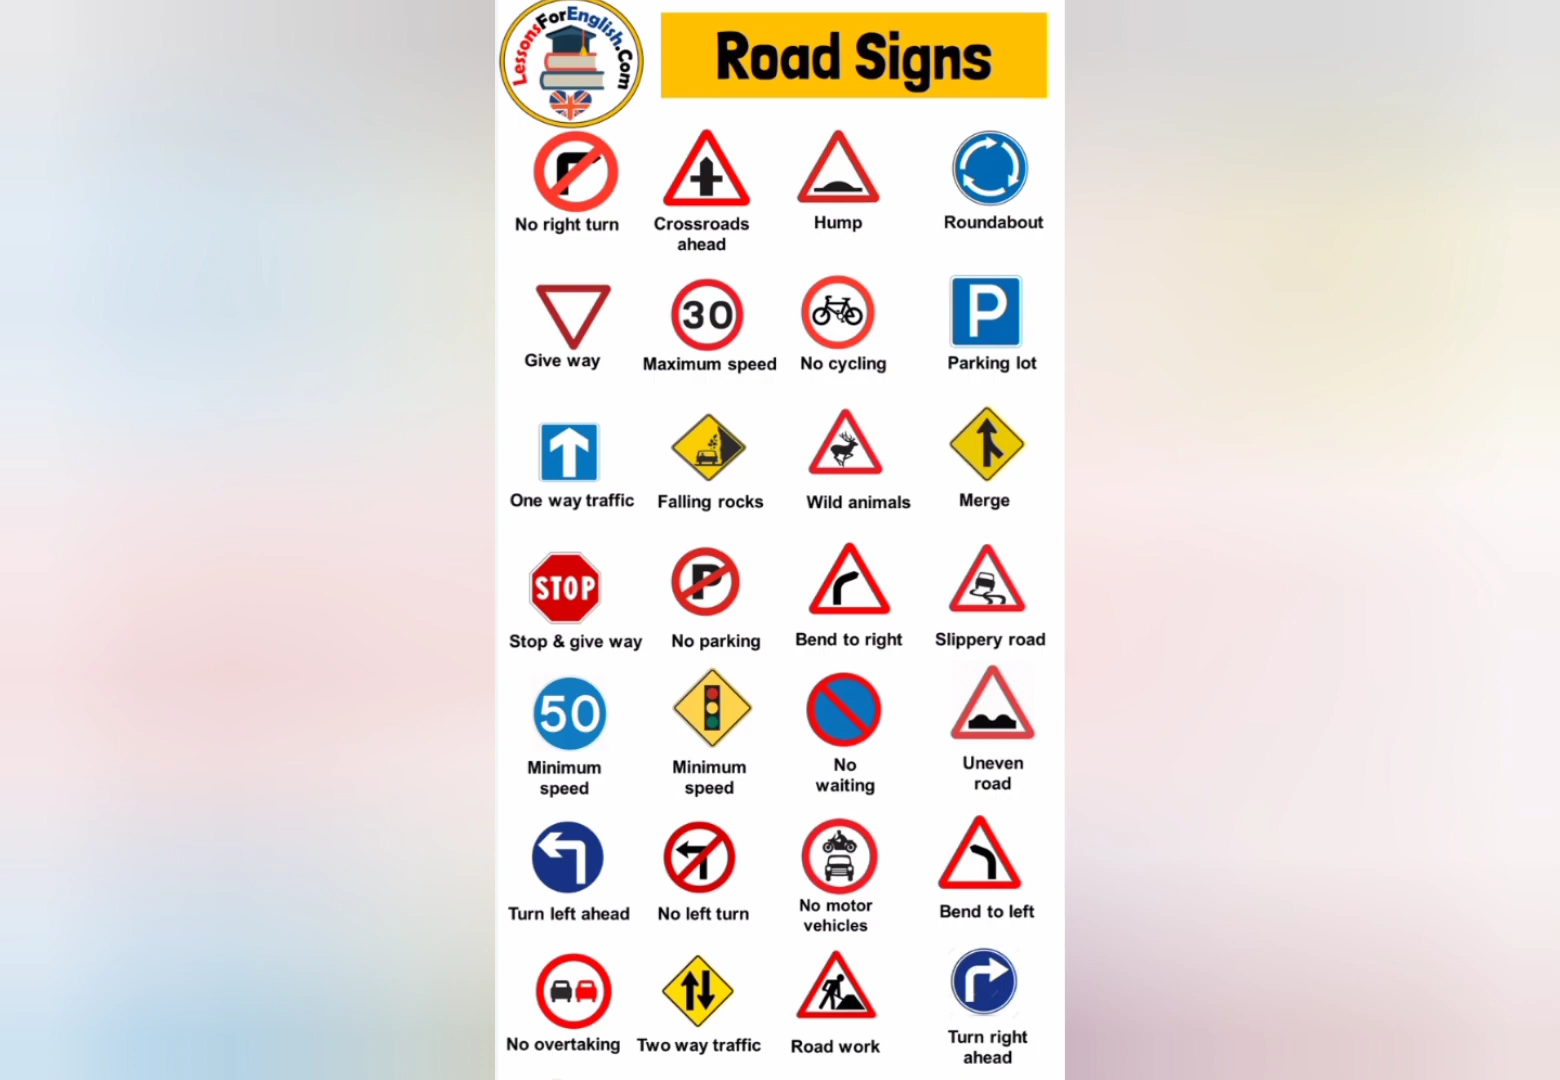 LessonsForEnglish.Com
Road Signs
No right turn
Crossroads
ahead
Hump
Roundabout
30
P
Give way
Maximum speed
No cycling
Parking lot
One way traffic
Falling rocks
Wild animals
Merge
STOP
P
Stop & give way
No parking
Bend to right
Slippery road
50
Minimum
speed
Minimum
speed
No
waiting
Uneven
road
Turn left ahead
No left turn
No motor
vehicles
Bend to left
No overtaking
Two way traffic
Road work
Turn right
ahead